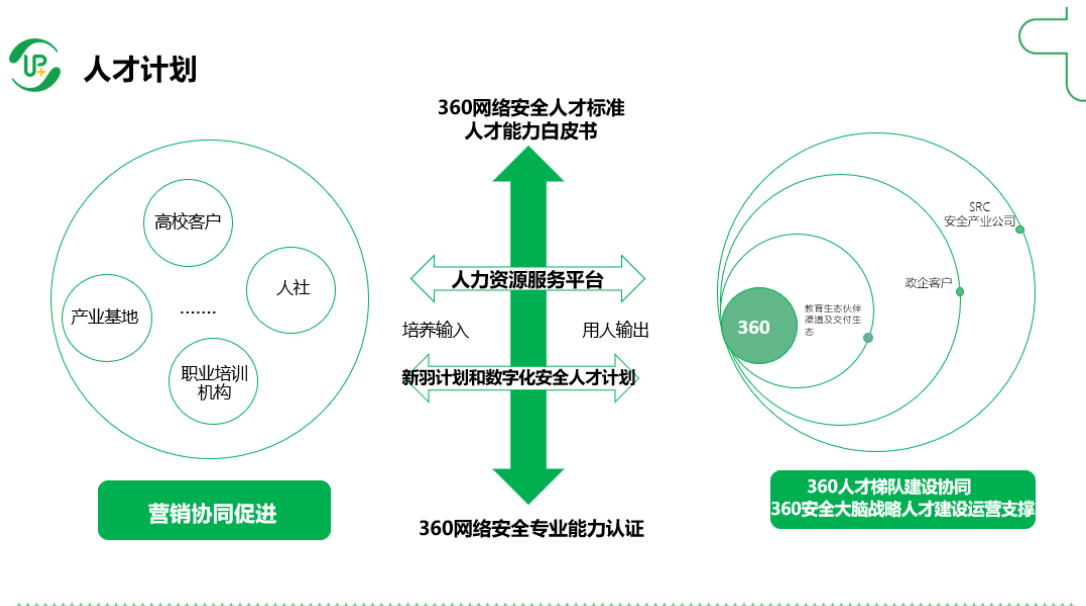 UP+
人才计划
360网络安全人才标准
人才能力白皮书
高校客户
人社
产业基地
.......
职业培训
机构
营销协同促进
人力资源服务平台
培养输入
用人输出
新羽计划和数字化安全人才计划
360网络安全专业能力认证
SRC
安全产业公司
政企客户
教育生态伙伴
渠道及交付生
态
360
360人才梯队建设协同
360安全大脑战略人才建设运营支撑